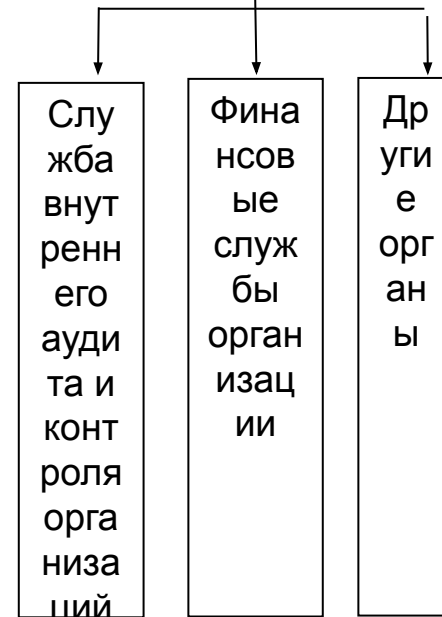 Слу
жба
внут
ренн
его
ауди
та и
конт
роля
орга
низа
ций
Фина
нсов
ые
служ
бы
орган
изац
ии
Др
уги
е
орг
ан
ы